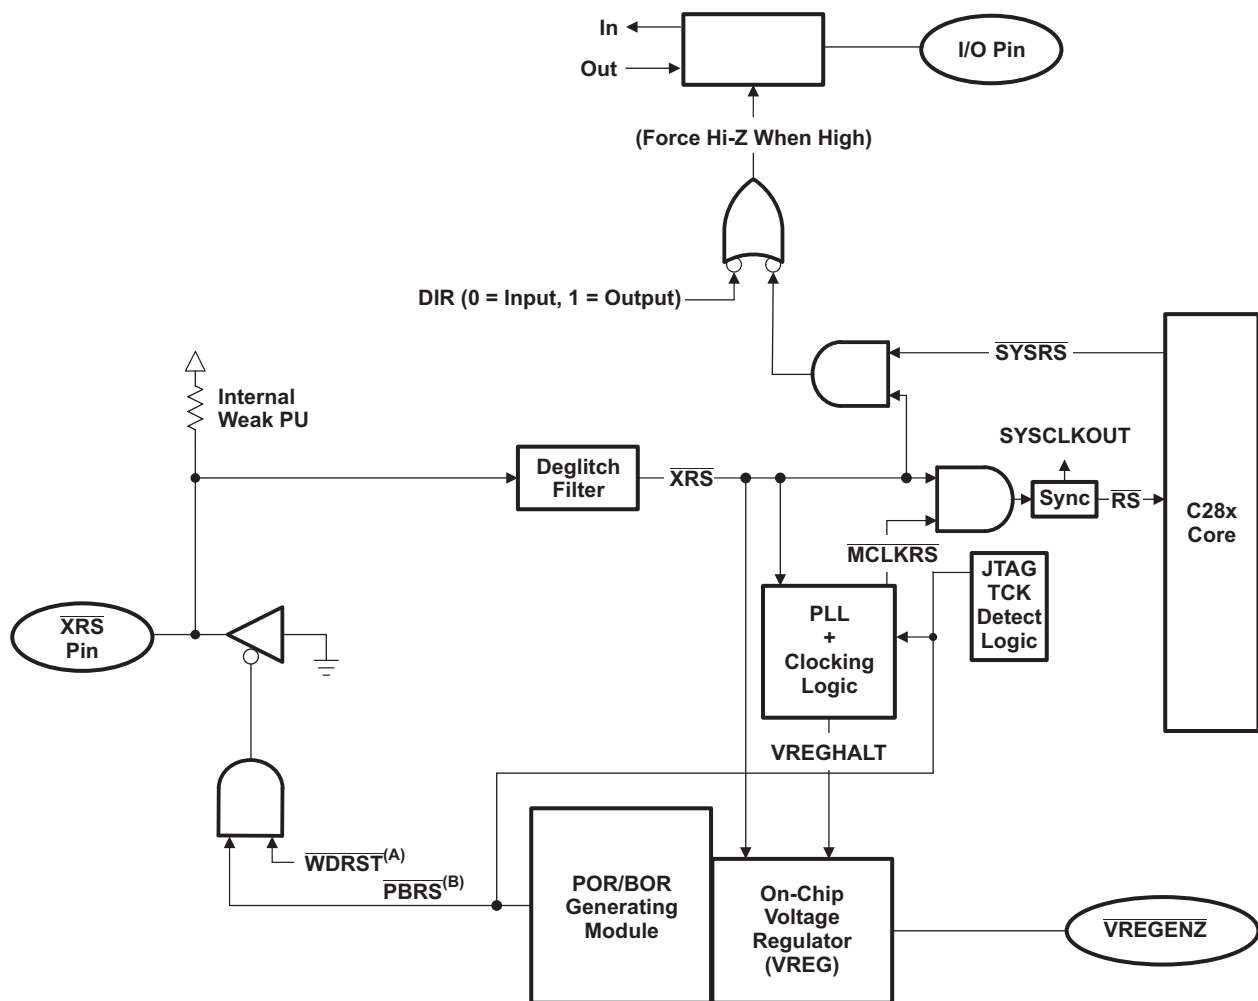 In
Out
I/O Pin
(Force Hi-Z When High)
DIR (0 = Input, 1 = Output)
SYSRS
Internal
Weak PU
SYSCLKOUT
Deglitch
Filter
XRS
Sync
RS
C28x
Core
MCLKRS
JTAG
TCK
Detect
Logic
XRS
Pin
PLL
+
Clocking
Logic
VREGHALT
WDRST(A)
PBRS(B)
POR/BOR
Generating
Module
On-Chip
Voltage
Regulator
(VREG)
VREGENZ